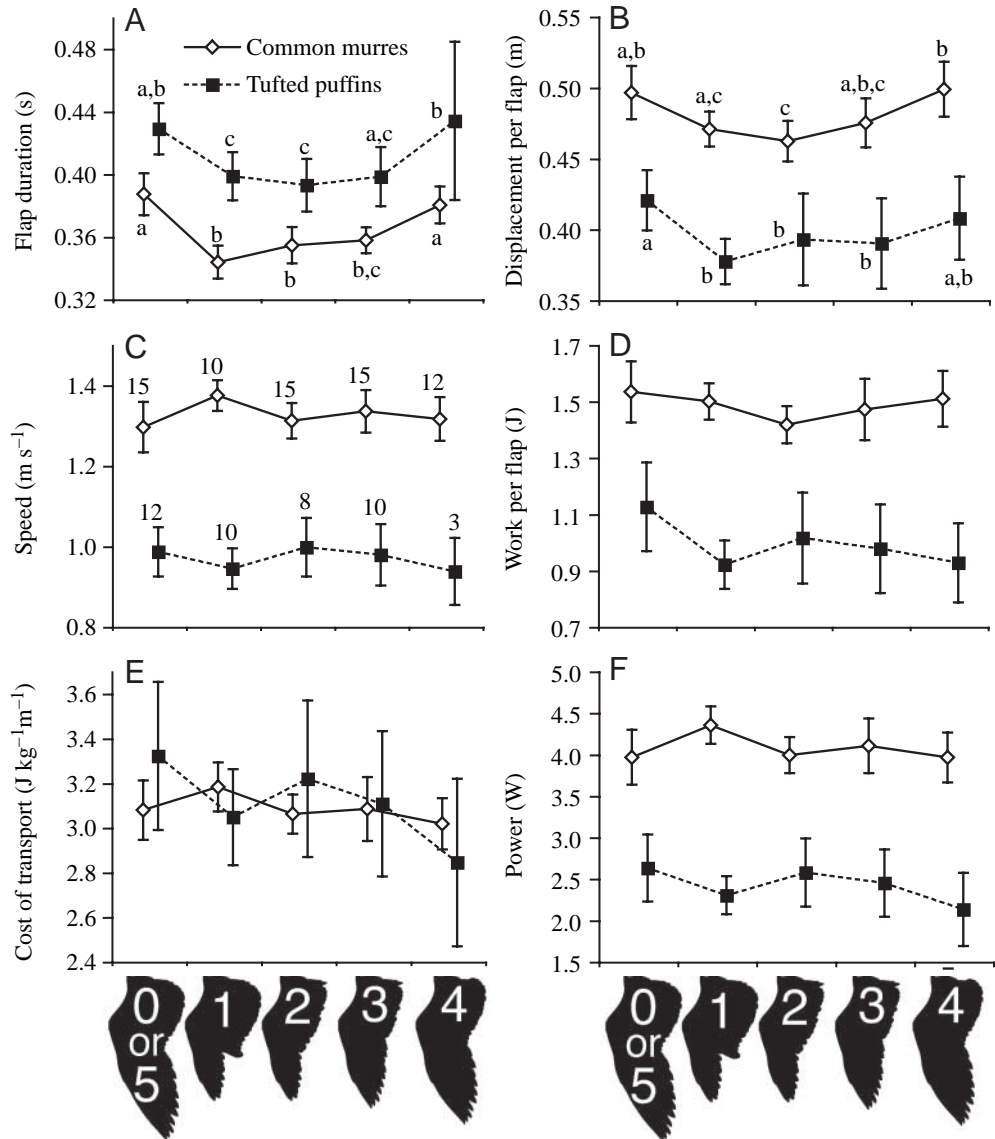 A
Common murres
Tufted puffins
Flap duration (s)
0.48
0.44
0.40
0.36
0.32
a,b
c
c
a,c
b
a
b
b
b,c
a
B
Displacement per flap (m)
0.55
0.50
0.45
0.40
0.35
a,b
a,c
c
a,b,c
b
a
b
b
b
a,b
C
Speed (m s⁻¹)
1.4
1.2
1.0
0.8
15
10
15
15
12
12
10
8
10
3
D
Work per flap (J)
1.7
1.5
1.3
1.1
0.9
0.7
E
Cost of transport (J kg⁻¹m⁻¹)
3.6
3.4
3.2
3.0
2.8
2.6
2.4
F
Power (W)
5.0
4.5
4.0
3.5
3.0
2.5
2.0
1.5
0
or
5
1
2
3
4
0
or
5
1
2
3
4